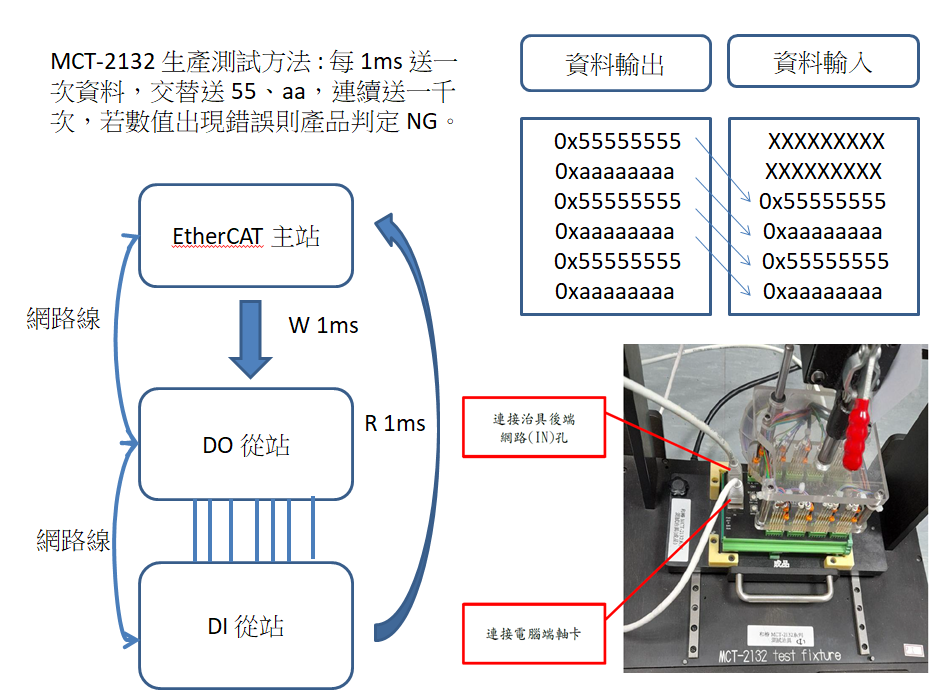 MCT-2132 生產測試方法：每 1ms 送一
次資料，交替送 55、aa，連續送一千
次，若數值出現錯誤則產品判定 NG。
資料輸出
資料輸入
0x55555555
0xaaaaaaaa
0x55555555
0xaaaaaaaa
0x55555555
0xaaaaaaaa
XXXXXXXXX
XXXXXXXXX
0x55555555
0xaaaaaaaa
0x55555555
0xaaaaaaaa
EtherCAT 主站
網路線
W 1ms
DO 從站
R 1ms
網路線
DI 從站
連接治具後端
網路(IN)孔
連接電腦端軸卡
成品
MCT-2132 test fixture